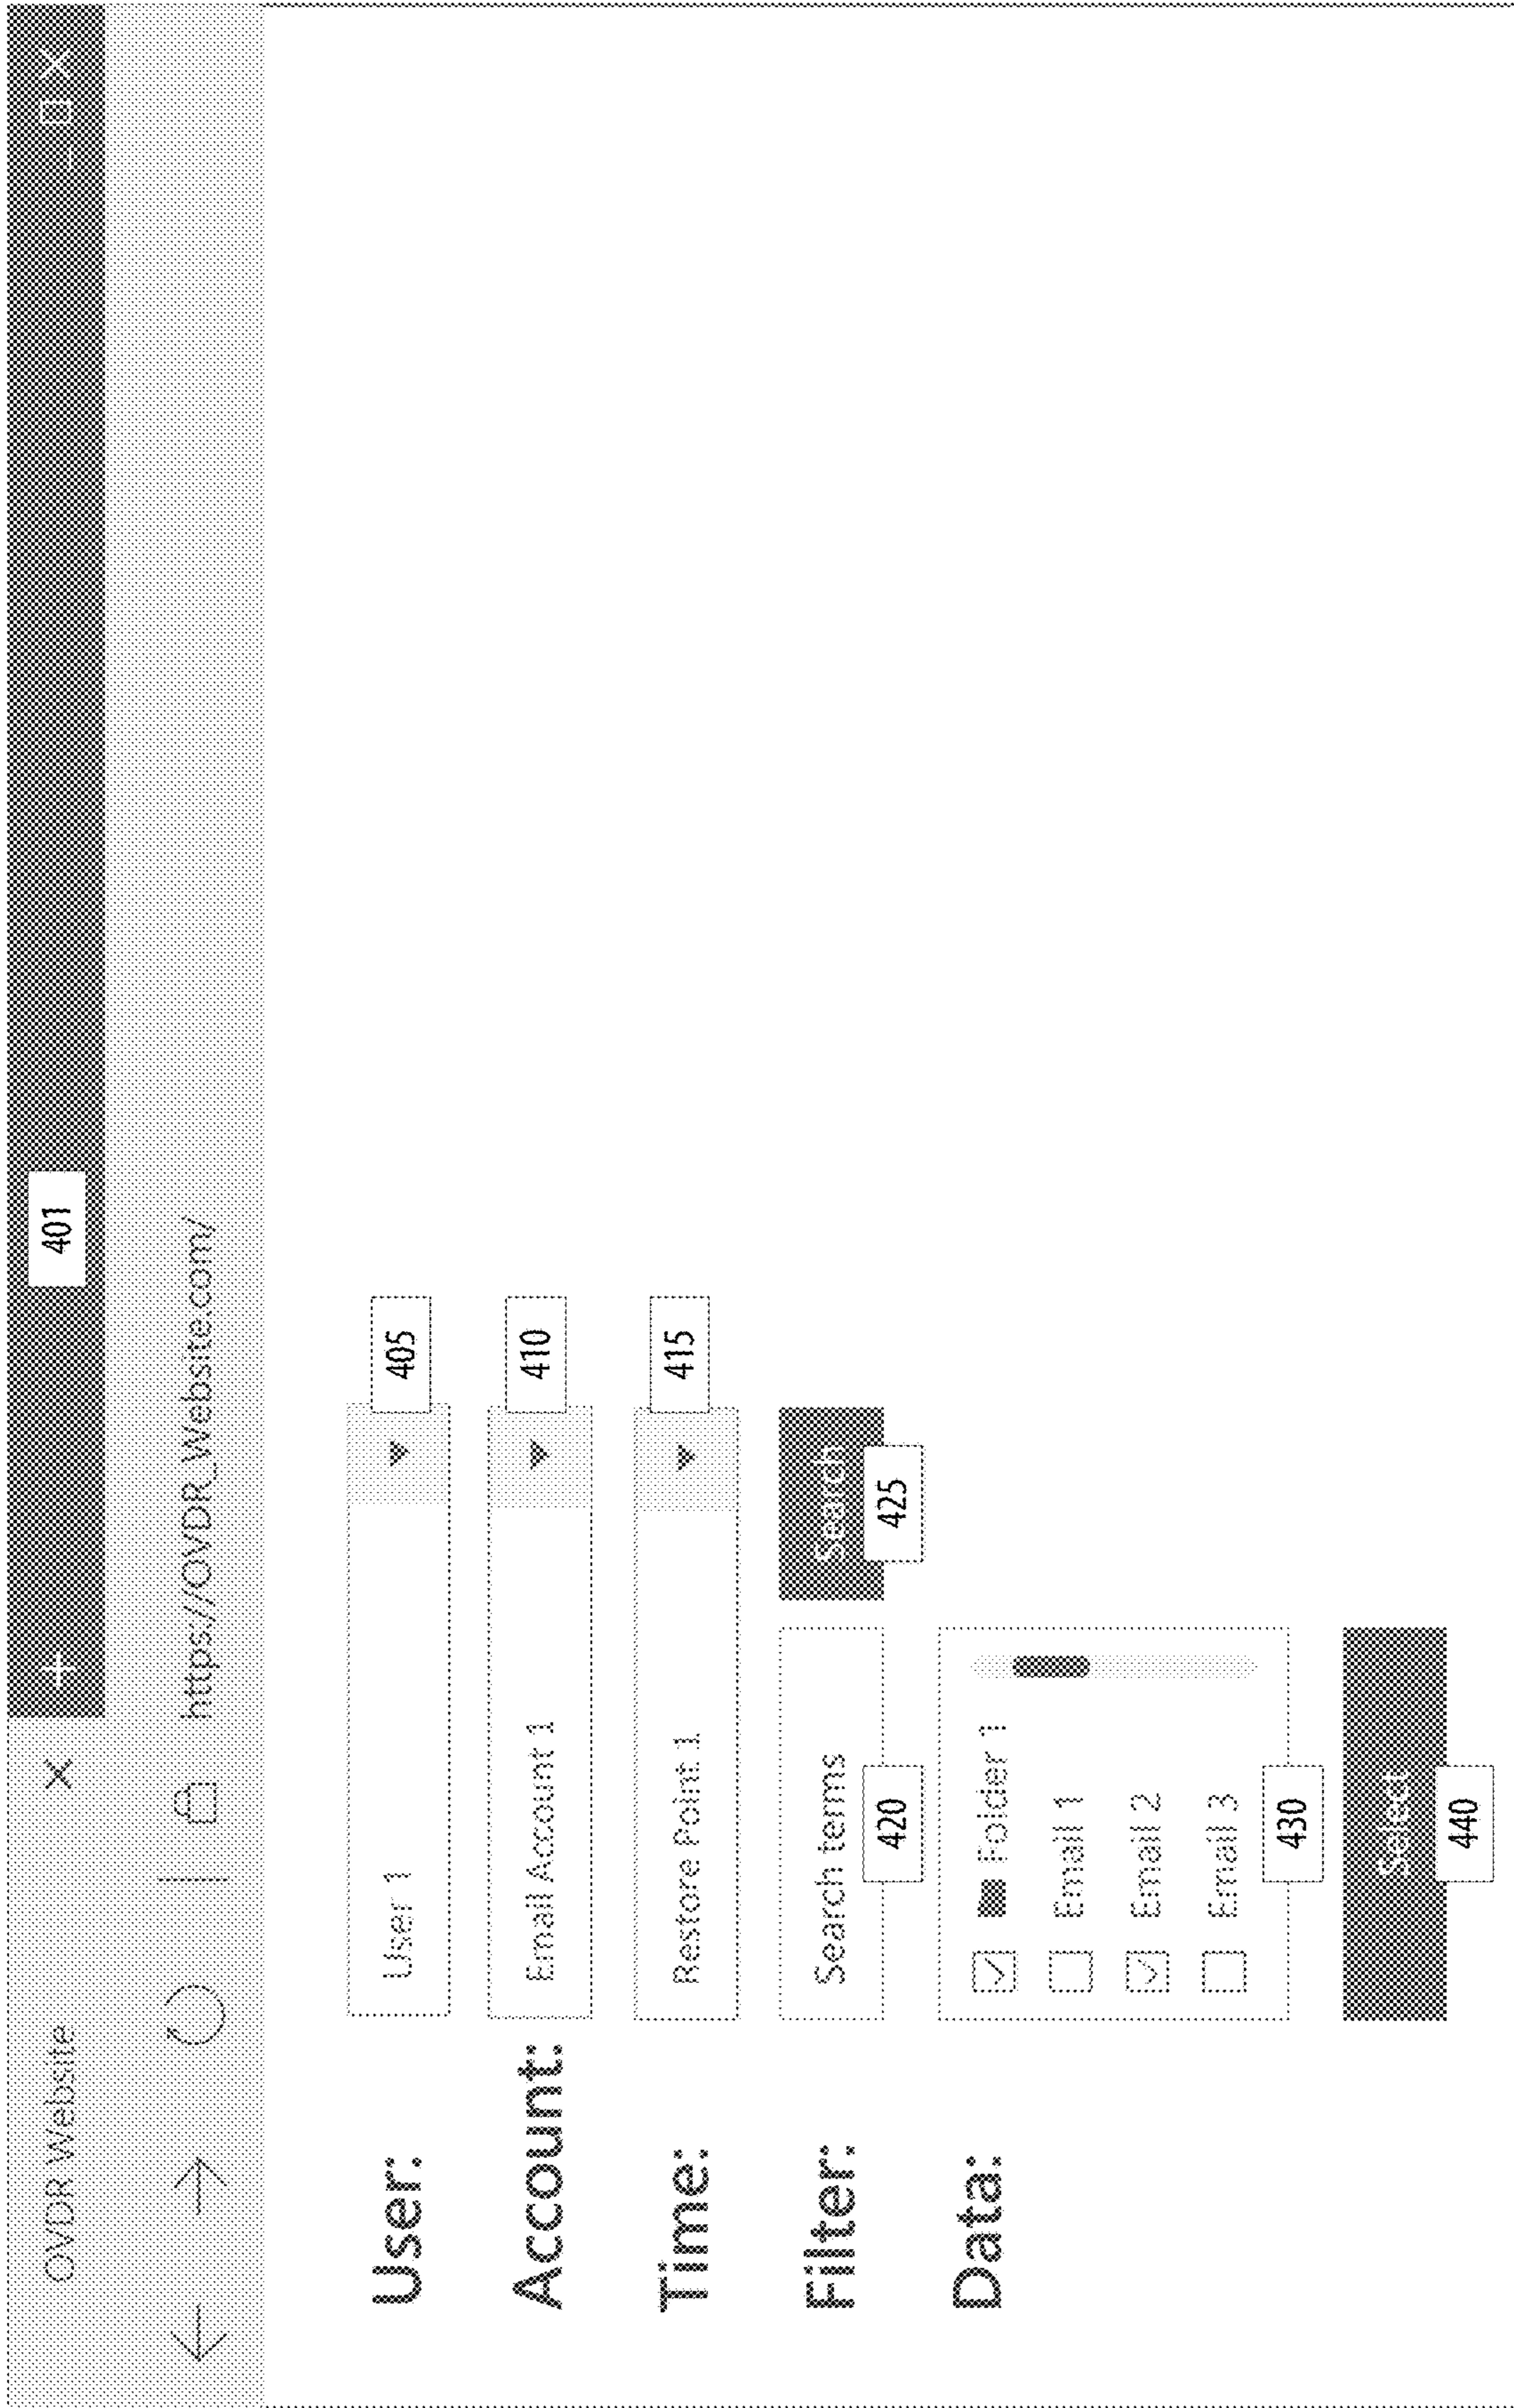 OVDR Website
401
https://OVDR_Website.com/
User: User 1 405
Account: Email Account 1 410
Time: Restore Point 1 415
Filter: Search terms Search
420 425
Data: Folder 1
Email 1
Email 2
Email 3
430
Select
440